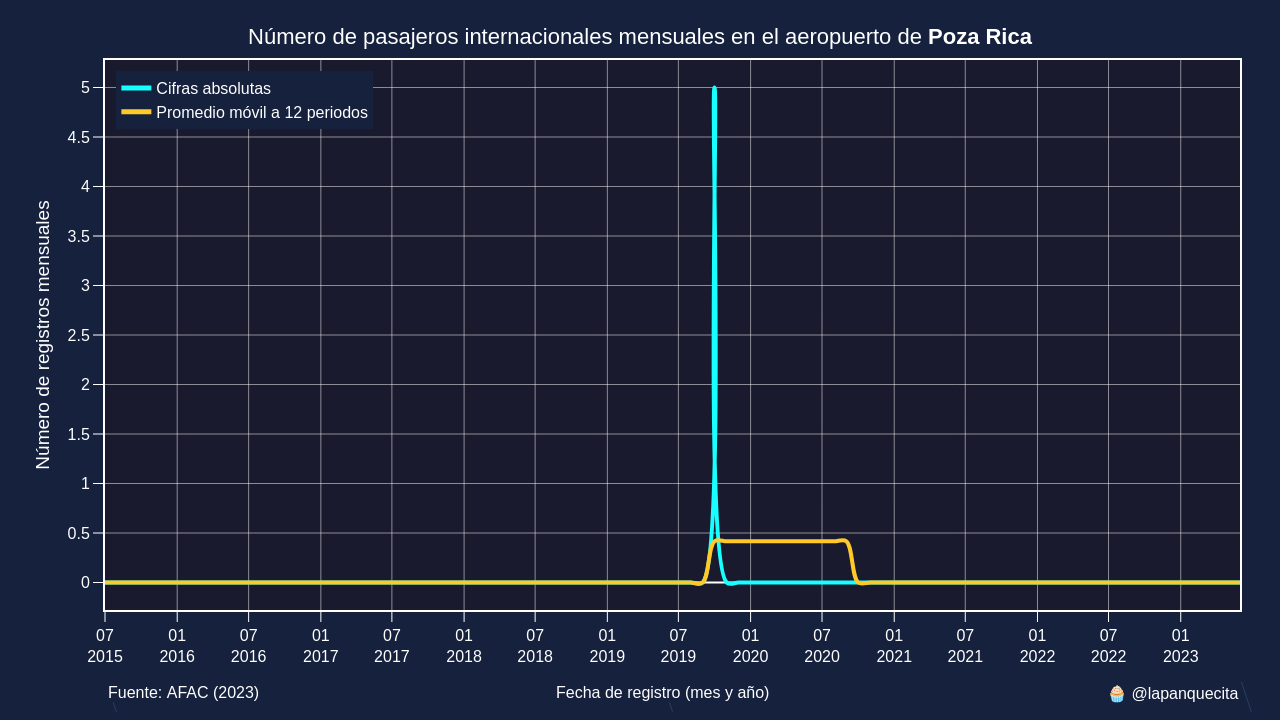 Número de pasajeros internacionales mensuales en el aeropuerto de Poza Rica
Cifras absolutas
Promedio móvil a 12 periodos
Número de registros mensuales
5
4.5
4
3.5
3
2.5
2
1.5
1
0.5
0
07 01 07 01 07 01 07 01 07 01 07 01 07 01 07 01
2015 2016 2016 2017 2017 2018 2018 2019 2019 2020 2020 2021 2021 2022 2022 2023
Fuente: AFAC (2023)
Fecha de registro (mes y año)
🧁 @lapanquecita